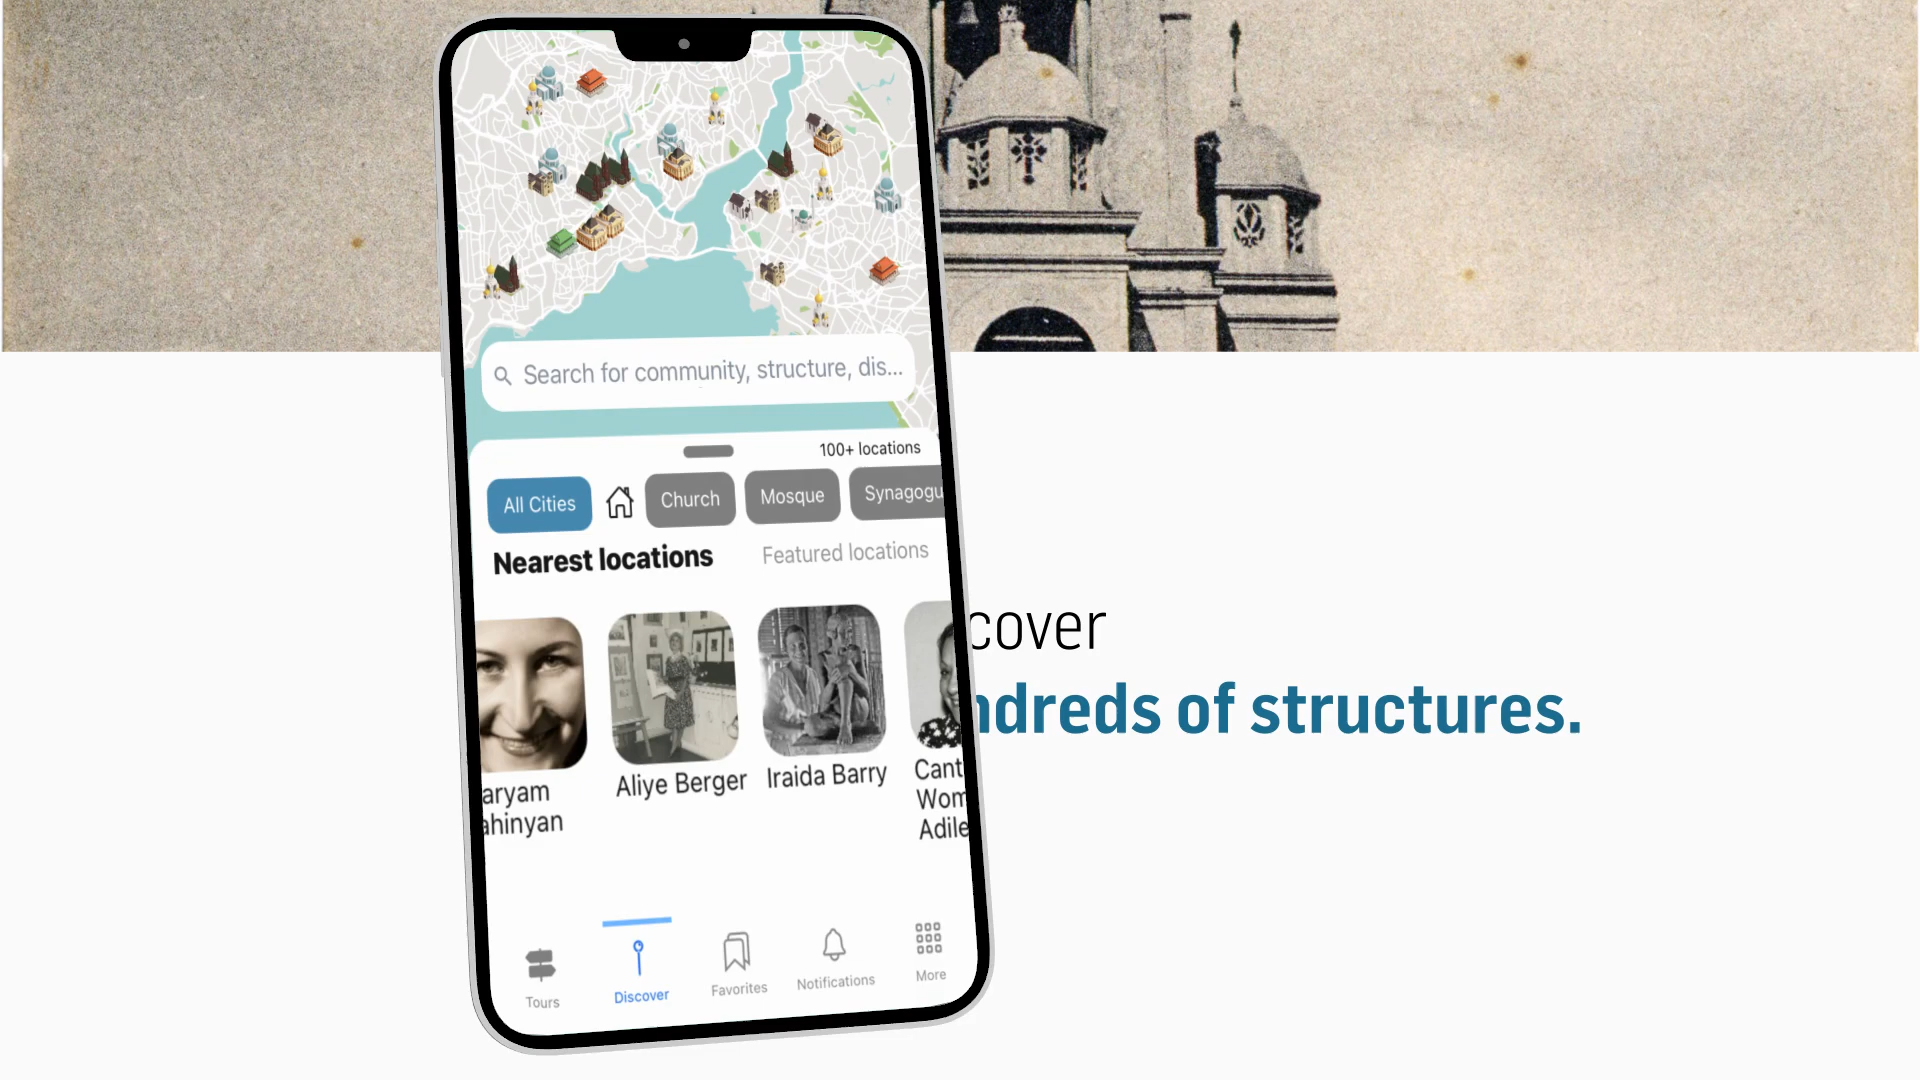 Search for community, structure, dis...
100+ locations
All Cities
Church
Mosque
Synagogu
Nearest locations
Featured locations
aryam
ahinyan
Aliye Berger
Iraida Barry
Cant
Wom
Adile
cover
ndreds of structures.
Tours
Discover
Favorites
Notifications
More